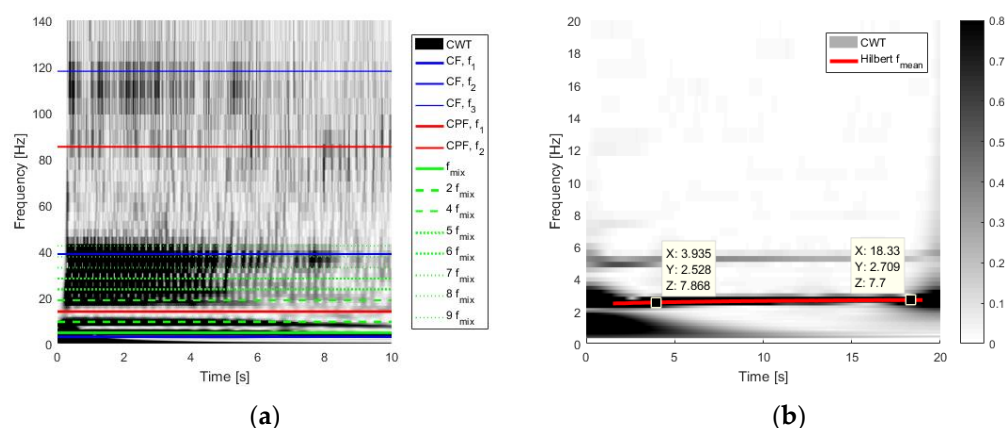 140
120
100
80
60
40
20
0
Frequency [Hz]
0 2 4 6 8 10
Time [s]
CWT
CF, f1
CF, f2
CF, f3
CPF, f1
CPF, f2
fmix
2 fmix
4 fmix
5 fmix
6 fmix
7 fmix
8 fmix
9 fmix
(a)
20
18
16
14
12
10
8
6
4
2
0
Frequency [Hz]
CWT
Hilbert fmean
X: 3.935
Y: 2.528
Z: 7.868
X: 18.33
Y: 2.709
Z: 7.7
0 5 10 15 20
Time [s]
0.8
0.7
0.6
0.5
0.4
0.3
0.2
0.1
0
(b)